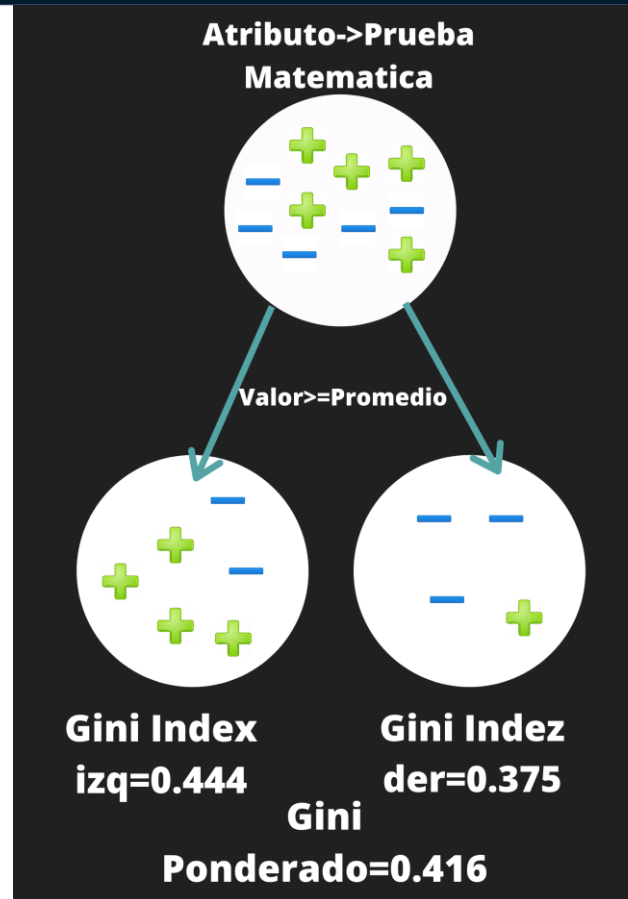 Atributo->Prueba
Matematica
Valor>=Promedio
Gini Index
izq=0.444
Gini Indez
der=0.375
Gini
Ponderado=0.416